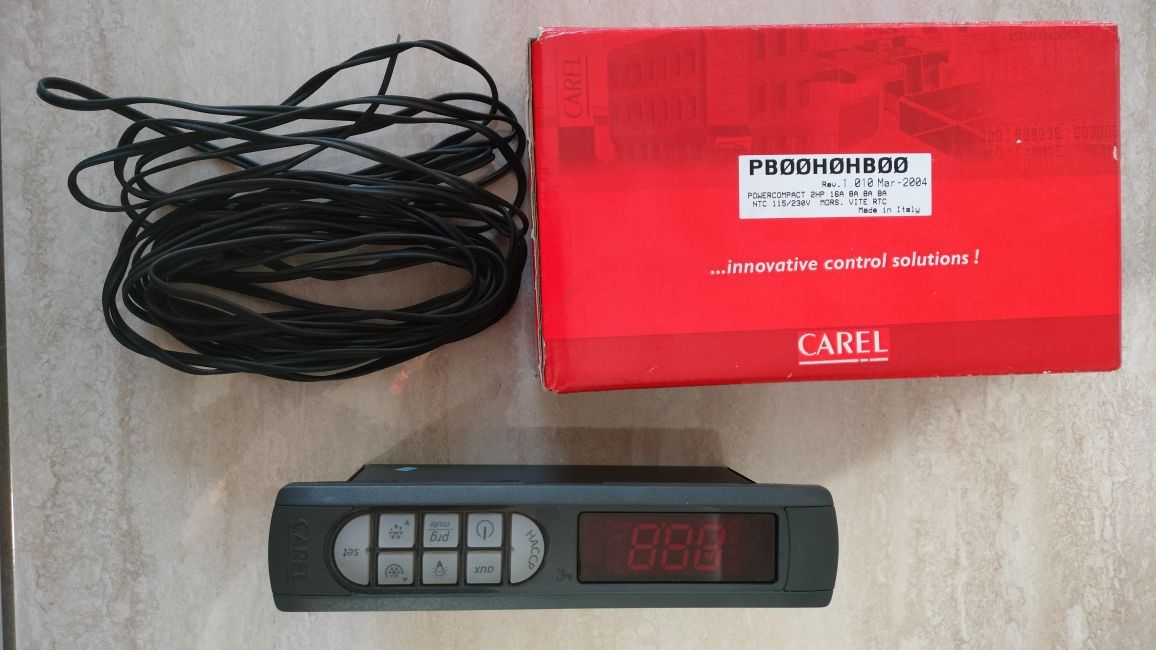 CAREL
PB00H0HB00
Rev.1.010 Mar-2004
POWERCOMPACT 2HP 16A 8A 8A 8A
NTC 115/230V MORS. VITE RTC
Made in Italy
...innovative control solutions !
CAREL
CAREL
set
prg
mute
aux
HACCP
888